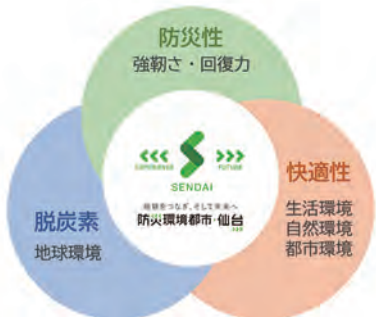 防災性
強靭さ・回復力
EXPERIENCE
FUTURE
SENDAI
経験をつなぎ、そして未来へ
防災環境都市・仙台
脱炭素
地球環境
快適性
生活環境
自然環境
都市環境